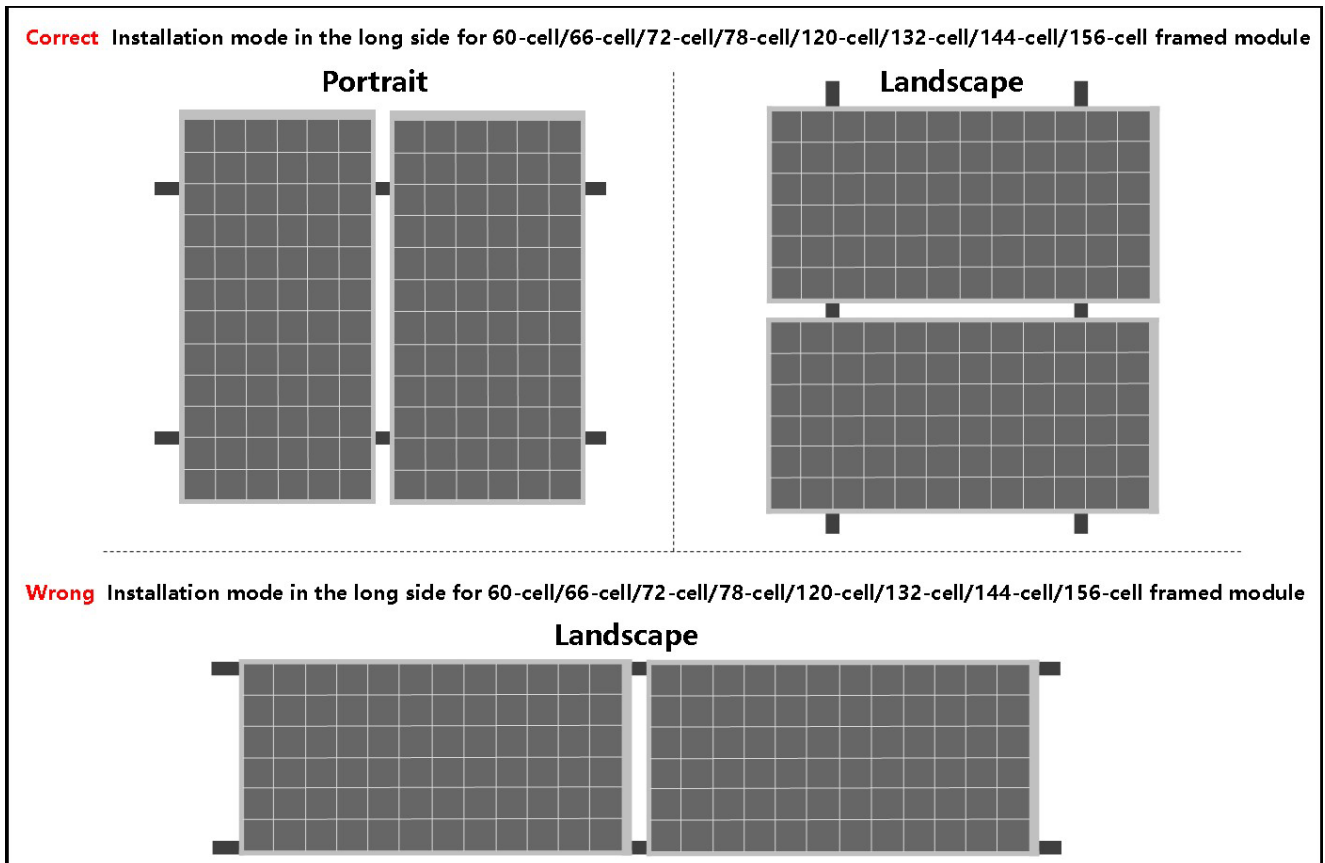 Correct Installation mode in the long side for 60-cell/66-cell/72-cell/78-cell/120-cell/132-cell/144-cell/156-cell framed module
Portrait
Landscape
Wrong Installation mode in the long side for 60-cell/66-cell/72-cell/78-cell/120-cell/132-cell/144-cell/156-cell framed module
Landscape